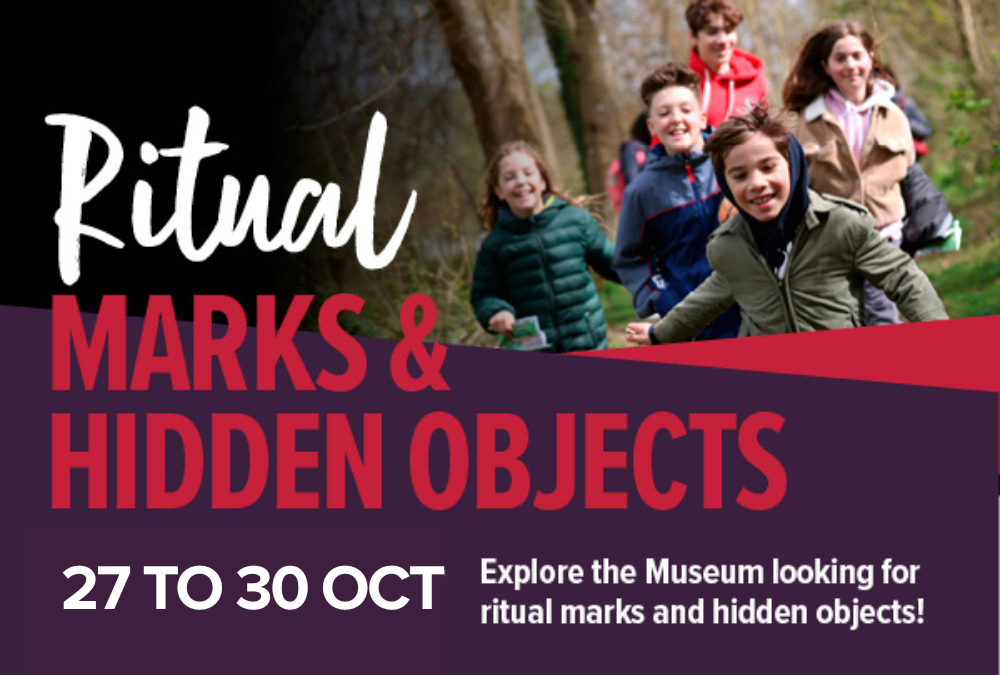 Ritual
MARKS &
HIDDEN OBJECTS
27 TO 30 OCT
Explore the Museum looking for
ritual marks and hidden objects!